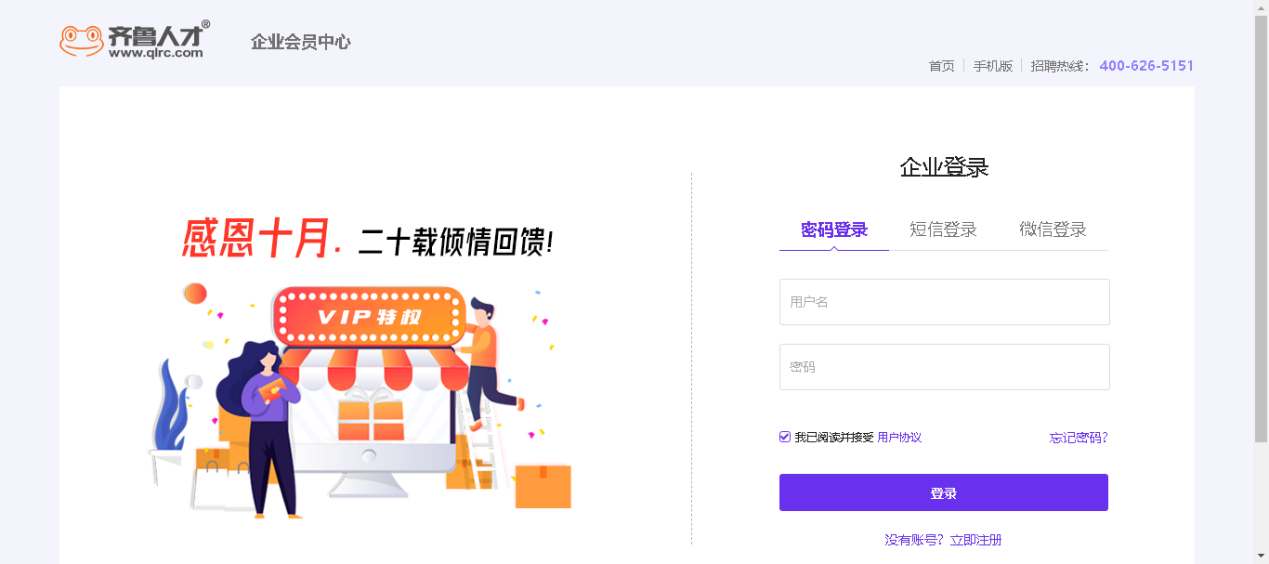 齐鲁人才®
www.qlrc.com
企业会员中心
首页 手机版 招聘热线： 400-626-5151
感恩十月. 二十载倾情回馈!
VIP 特权
企业登录
密码登录 短信登录 微信登录
用户名
密码
我已阅读并接受 用户协议 忘记密码?
登录
没有账号? 立即注册